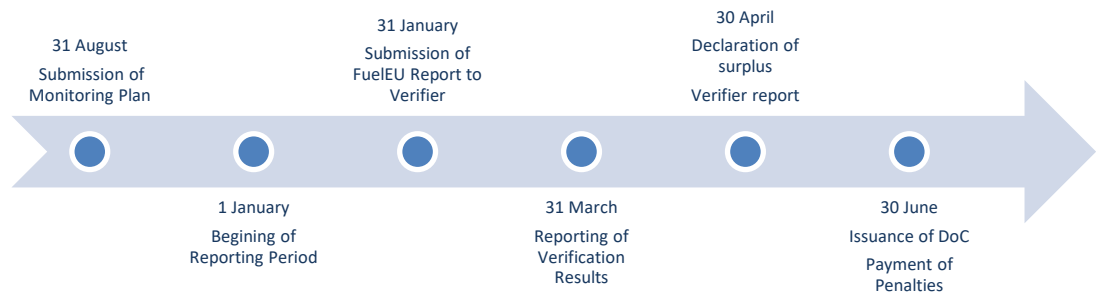 31 August
Submission of
Monitoring Plan
1 January
Begining of
Reporting Period
31 January
Submission of
FuelEU Report to
Verifier
31 March
Reporting of
Verification
Results
30 April
Declaration of
surplus
Verifier report
30 June
Issuance of DoC
Payment of
Penalties